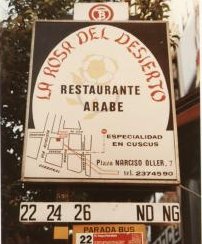 B
LA ROSA DEL DESIERTO
RESTAURANTE
ARABE
ESPECIALIDAD
EN CUSCUS
Plaza NARCISO OLLER, 7
tel. 2374590
22 24 26 ND NG
PARADA BUS
22